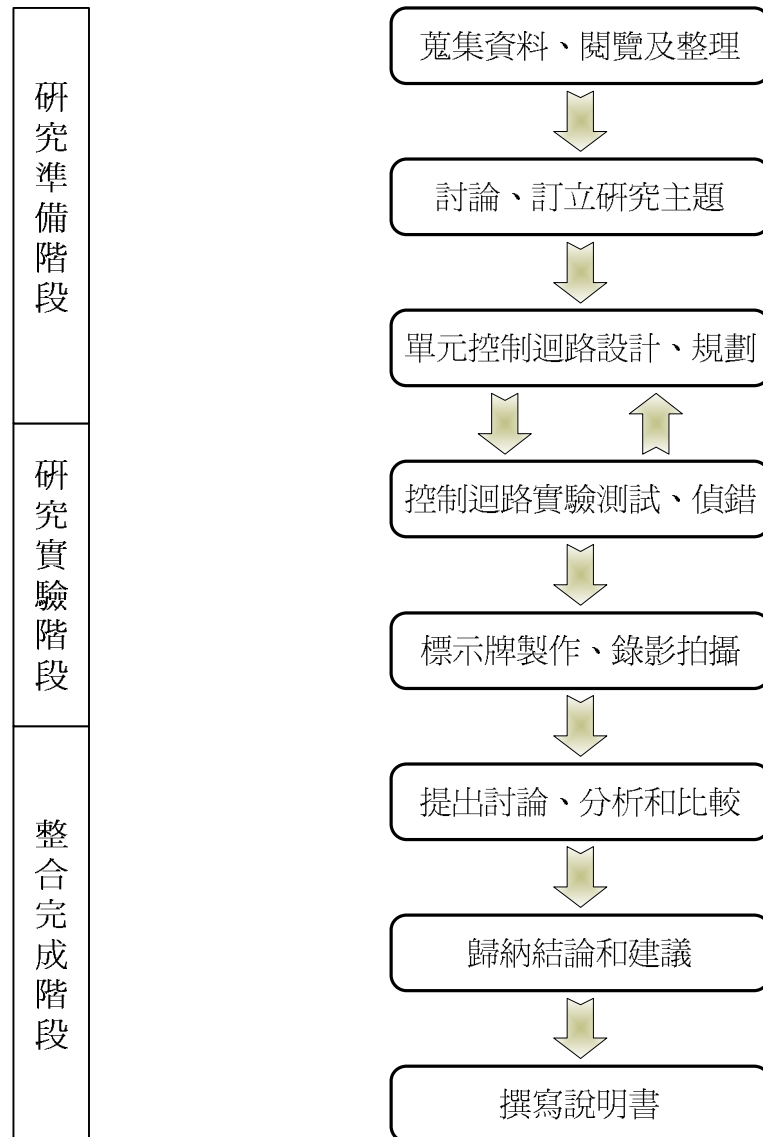 研究準備階段
蒐集資料、閱覽及整理
討論、訂立研究主題
單元控制迴路設計、規劃
研究實驗階段
控制迴路實驗測試、偵錯
標示牌製作、錄影拍攝
整合完成階段
提出討論、分析和比較
歸納結論和建議
撰寫說明書